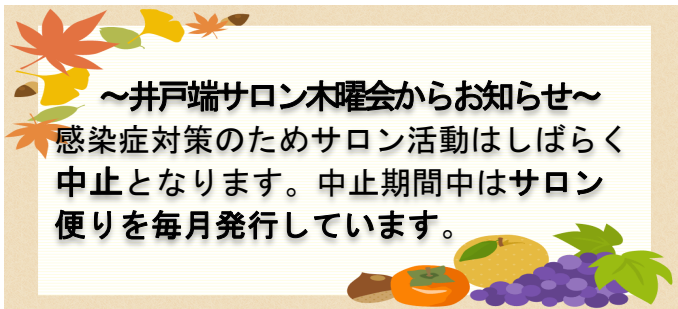 ～井戸端サロン木曜会からお知らせ～
感染症対策のためサロン活動はしばらく
中止となります。中止期間中はサロン
便りを毎月発行しています。